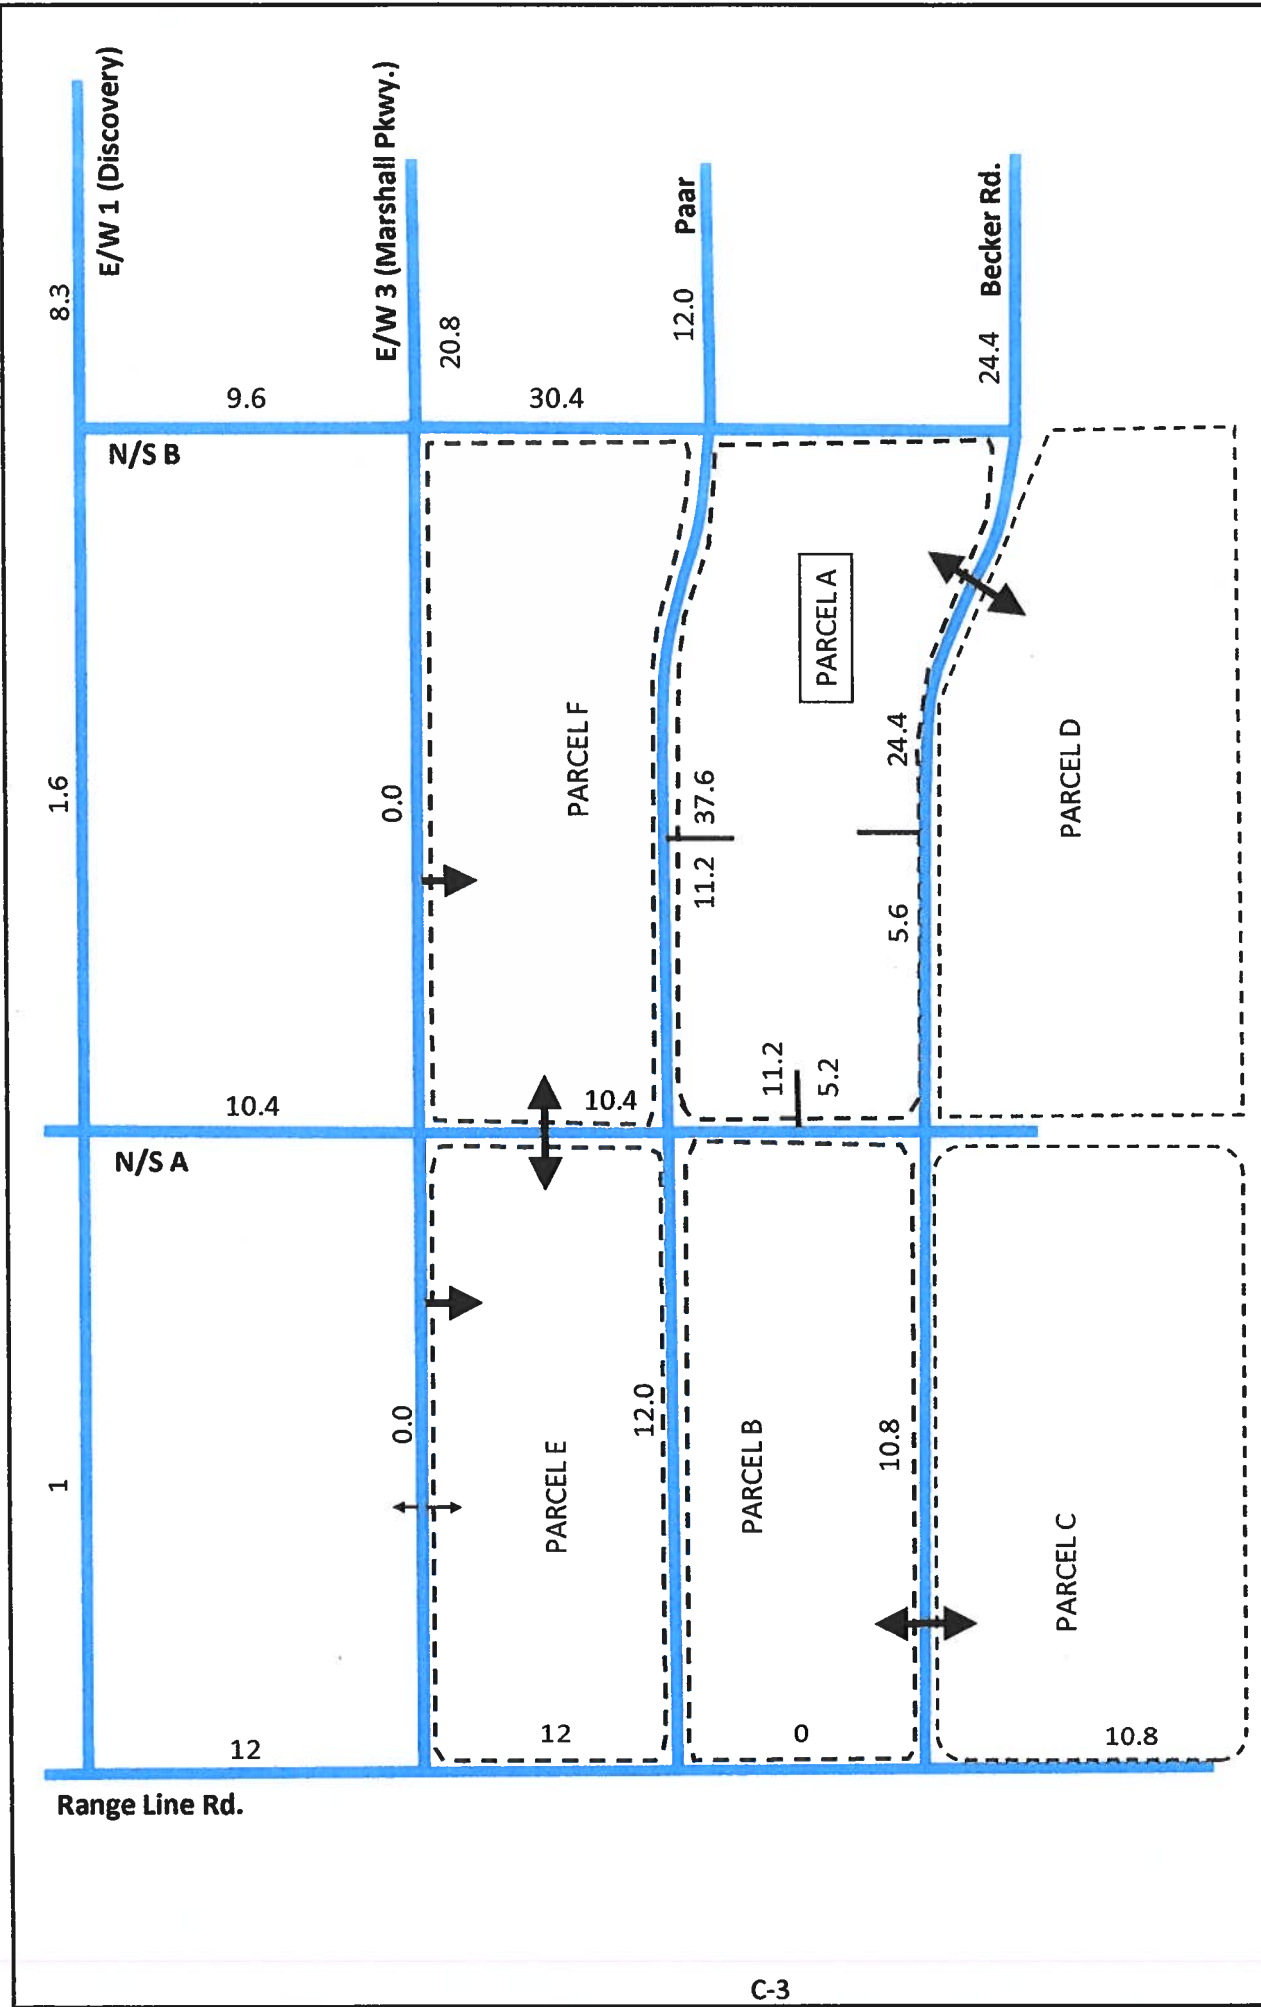 8.3
E/W 1 (Discovery)
E/W 3 (Marshall Pkwy.)
20.8
Paar
12.0
Becker Rd.
24.4
9.6
30.4
N/S B
1.6
0.0
PARCEL F
PARCEL A
37.6
11.2
24.4
5.6
PARCEL D
10.4
10.4
11.2
5.2
N/S A
1
0.0
12.0
PARCEL E
PARCEL B
10.8
PARCEL C
12
12
0
10.8
Range Line Rd.
C-3